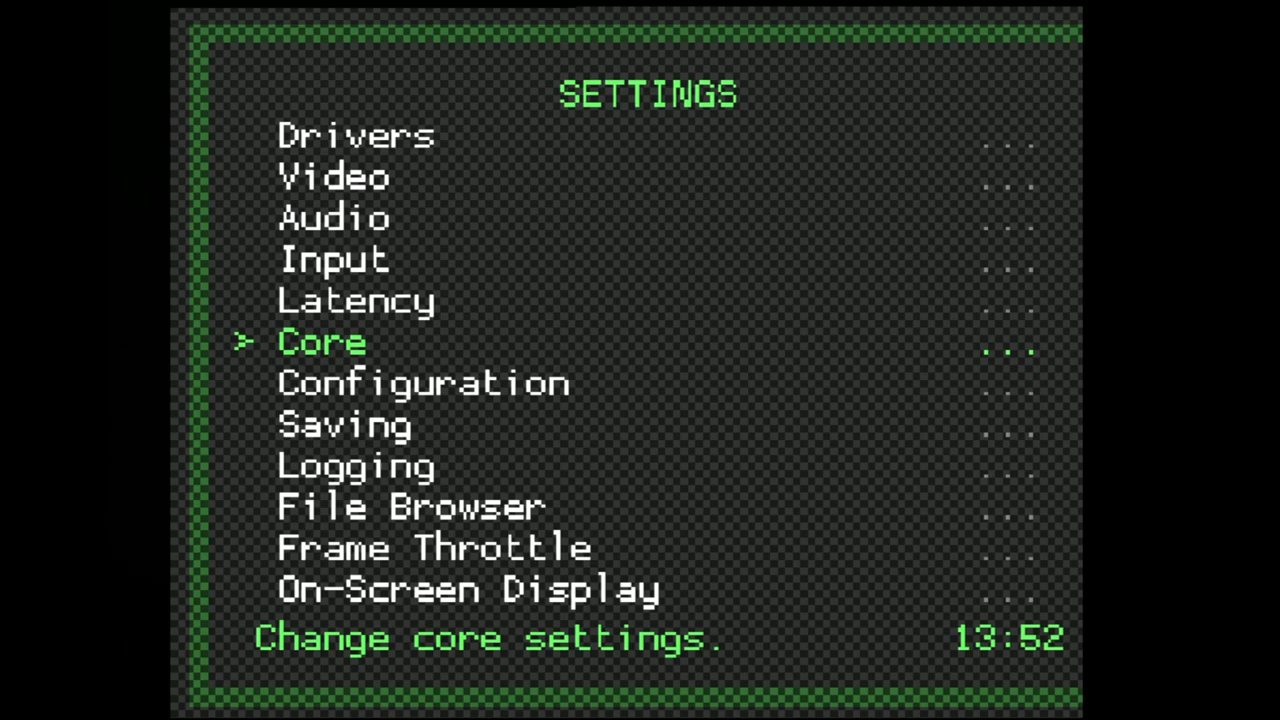 SETTINGS
Drivers ...
Video ...
Audio ...
Input ...
Latency ...
> Core ...
Configuration ...
Saving ...
Logging ...
File Browser ...
Frame Throttle ...
On-Screen Display ...
Change core settings. 13:52